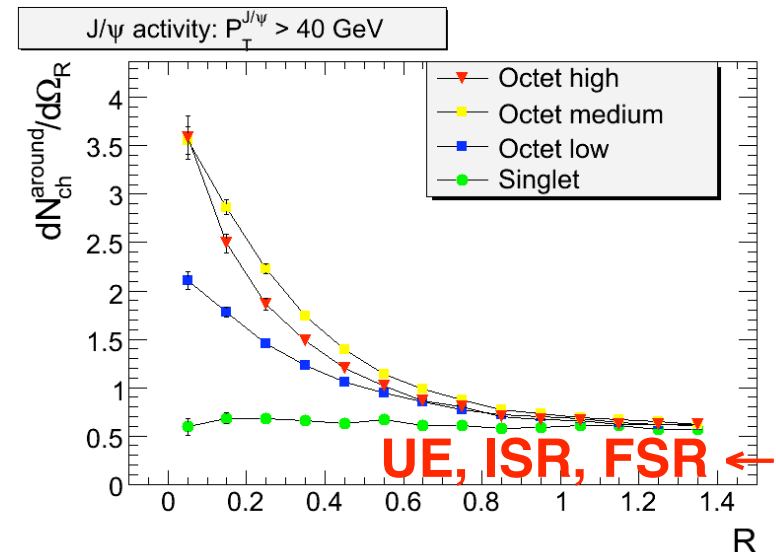 J/ψ activity: P_T^{J/ψ} > 40 GeV
dN_ch^around/dΩ_R
Octet high
Octet medium
Octet low
Singlet
4
3.5
3
2.5
2
1.5
1
0.5
0
UE, ISR, FSR ←
0 0.2 0.4 0.6 0.8 1 1.2 1.4
R